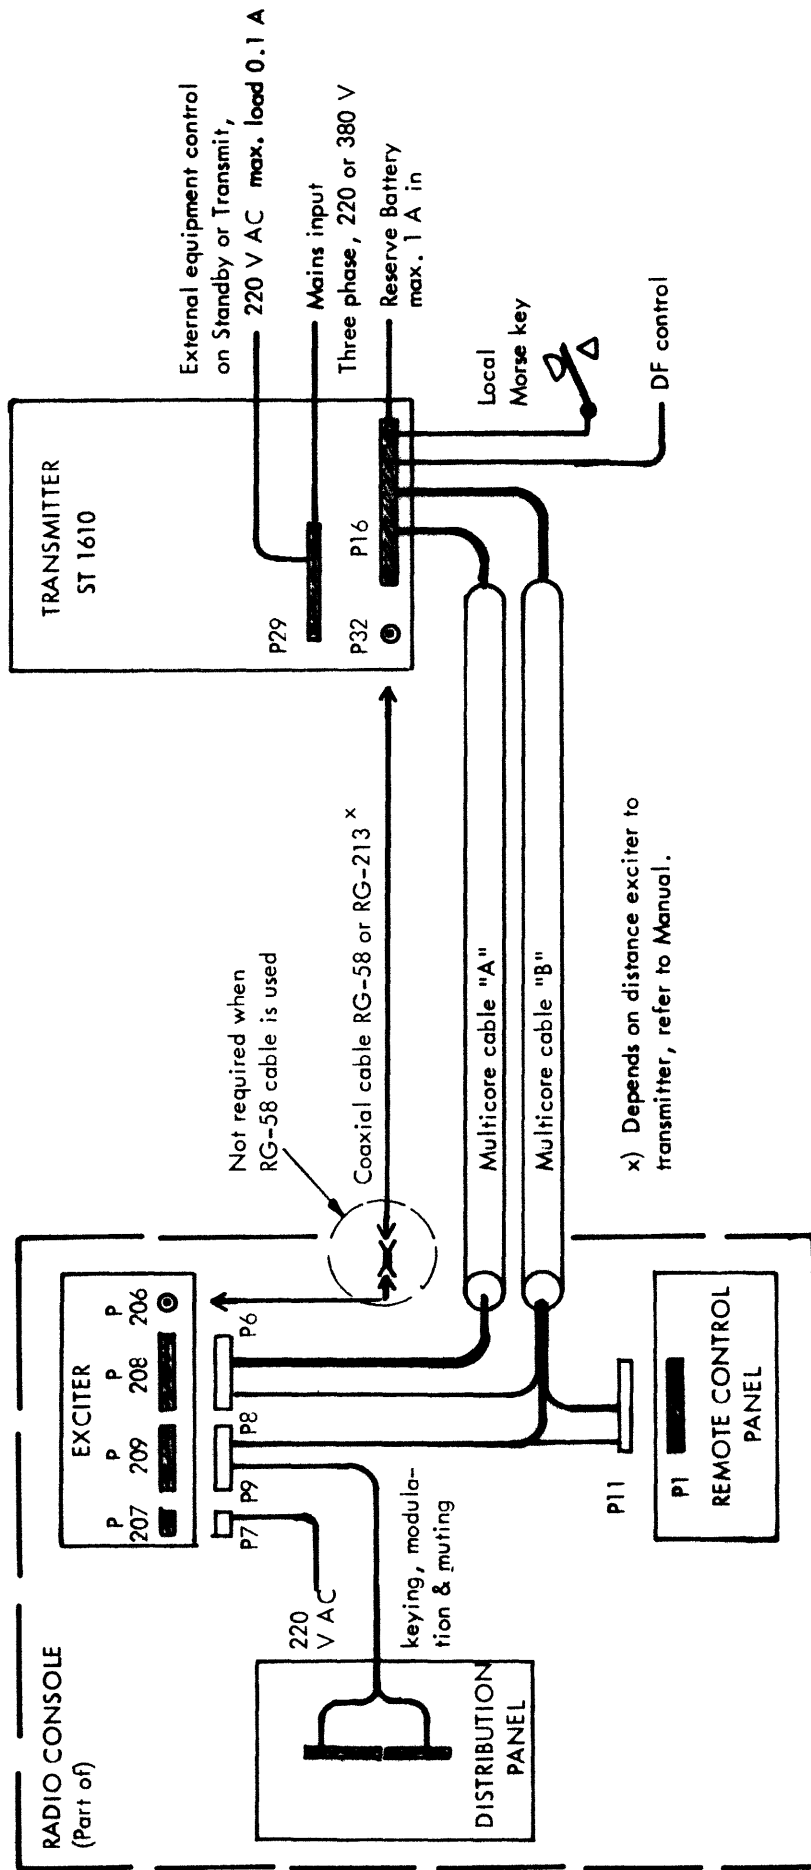 RADIO CONSOLE
(Part of)
EXCITER
P
207
P
209
P
208
P
206
P7
P9
P8
P6
220
V AC
keying, modula-
tion & muting
DISTRIBUTION
PANEL
P11
P1
REMOTE CONTROL
PANEL
Not required when
RG-58 cable is used
Coaxial cable RG-58 or RG-213 x
Multicore cable "A"
Multicore cable "B"
x) Depends on distance exciter to
transmitter, refer to Manual.
TRANSMITTER
ST 1610
P29
P32
P16
External equipment control
on Standby or Transmit,
220 V AC max. load 0.1 A
Mains input
Three phase, 220 or 380 V
Reserve Battery
max. 1 A in
Local
Morse key
DF control